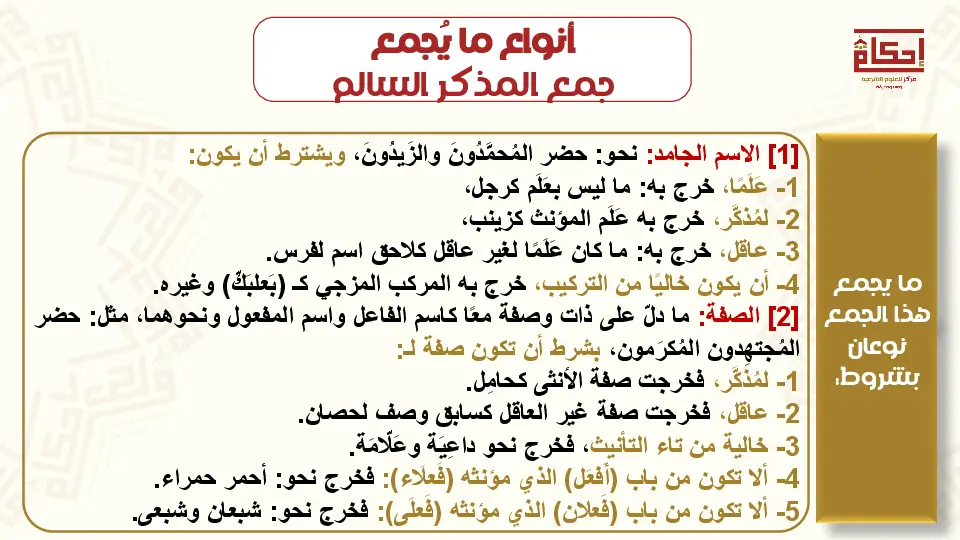 أنواع ما يُجمع
جمع المذكر السالم
إحكام
مركز للعلوم الشرعية
ما يجمع
هذا الجمع
نوعان
بشروط:
[1] الاسم الجامد: نحو: حضر المُحمَّدُونَ والزَيدُونَ، ويشترط أن يكون:
1- عَلَمًا، خرج به: ما ليس بعَلَم كرجل،
2- لمُذكَّر، خرج به عَلَم المؤنث كزينب،
3- عاقل، خرج به: ما كان عَلَمًا لغير عاقل كلاحق اسم لفرس.
4- أن يكون خاليًا من التركيب، خرج به المركب المزجي كـ (بَعلبَكّ) وغيره.
[2] الصفة: ما دلّ على ذات وصفة معًا كاسم الفاعل واسم المفعول ونحوهما، مثل: حضر
المُجتهِدون المُكرَمون، بشرط أن تكون صفة لـ:
1- لمُذكَّر، فخرجت صفة الأنثى كحامِل.
2- عاقل، فخرجت صفة غير العاقل كسابق وصف لحصان.
3- خالية من تاء التأنيث، فخرج نحو داعِيَة وعَلّامَة.
4- ألا تكون من باب (أفعَل) الذي مؤنثه (فَعلَاء): فخرج نحو: أحمر حمراء.
5- ألا تكون من باب (فَعلان) الذي مؤنثه (فَعلَى): فخرج نحو: شبعان وشبعى.